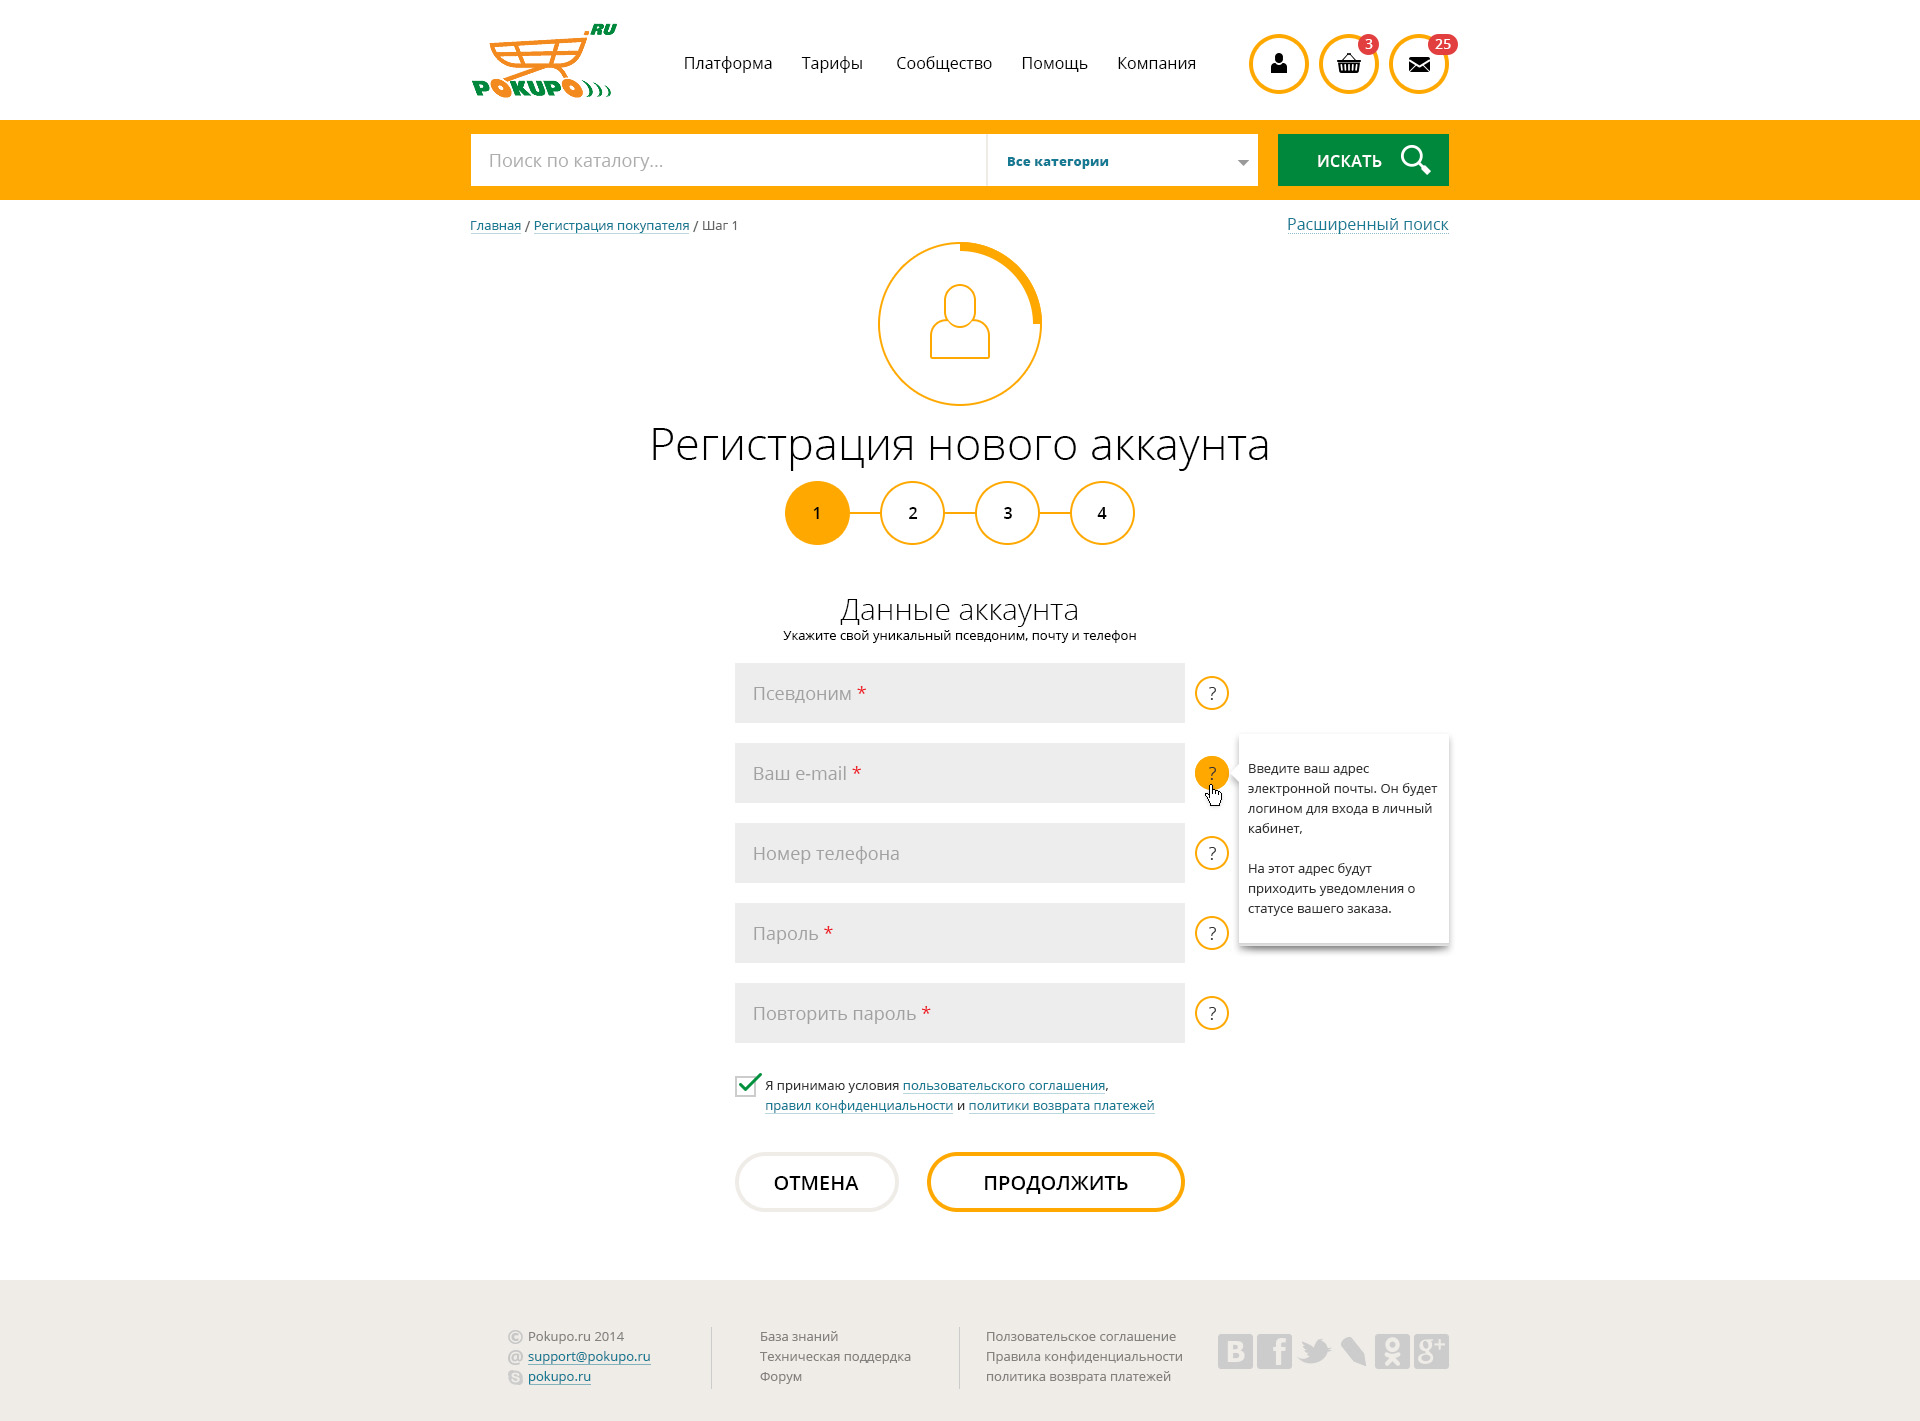 .RU
POKUPO
Платформа Тарифы Сообщество Помощь Компания
3
25
Поиск по каталогу...
Все категории
ИСКАТЬ
Главная / Регистрация покупателя / Шаг 1
Расширенный поиск
Регистрация нового аккаунта
1 2 3 4
Данные аккаунта
Укажите свой уникальный псевдоним, почту и телефон
Псевдоним * ?
Ваш e-mail * ?
Введите ваш адрес
электронной почты. Он будет
логином для входа в личный
кабинет,
На этот адрес будут
приходить уведомления о
статусе вашего заказа.
Номер телефона ?
Пароль * ?
Повторить пароль * ?
Я принимаю условия пользовательского соглашения,
правил конфиденциальности и политики возврата платежей
ОТМЕНА ПРОДОЛЖИТЬ
© Pokupo.ru 2014
@ support@pokupo.ru
pokupo.ru
База знаний
Техническая поддердка
Форум
Ползовательское соглашение
Правила конфиденциальности
политика возврата платежей
В f g+